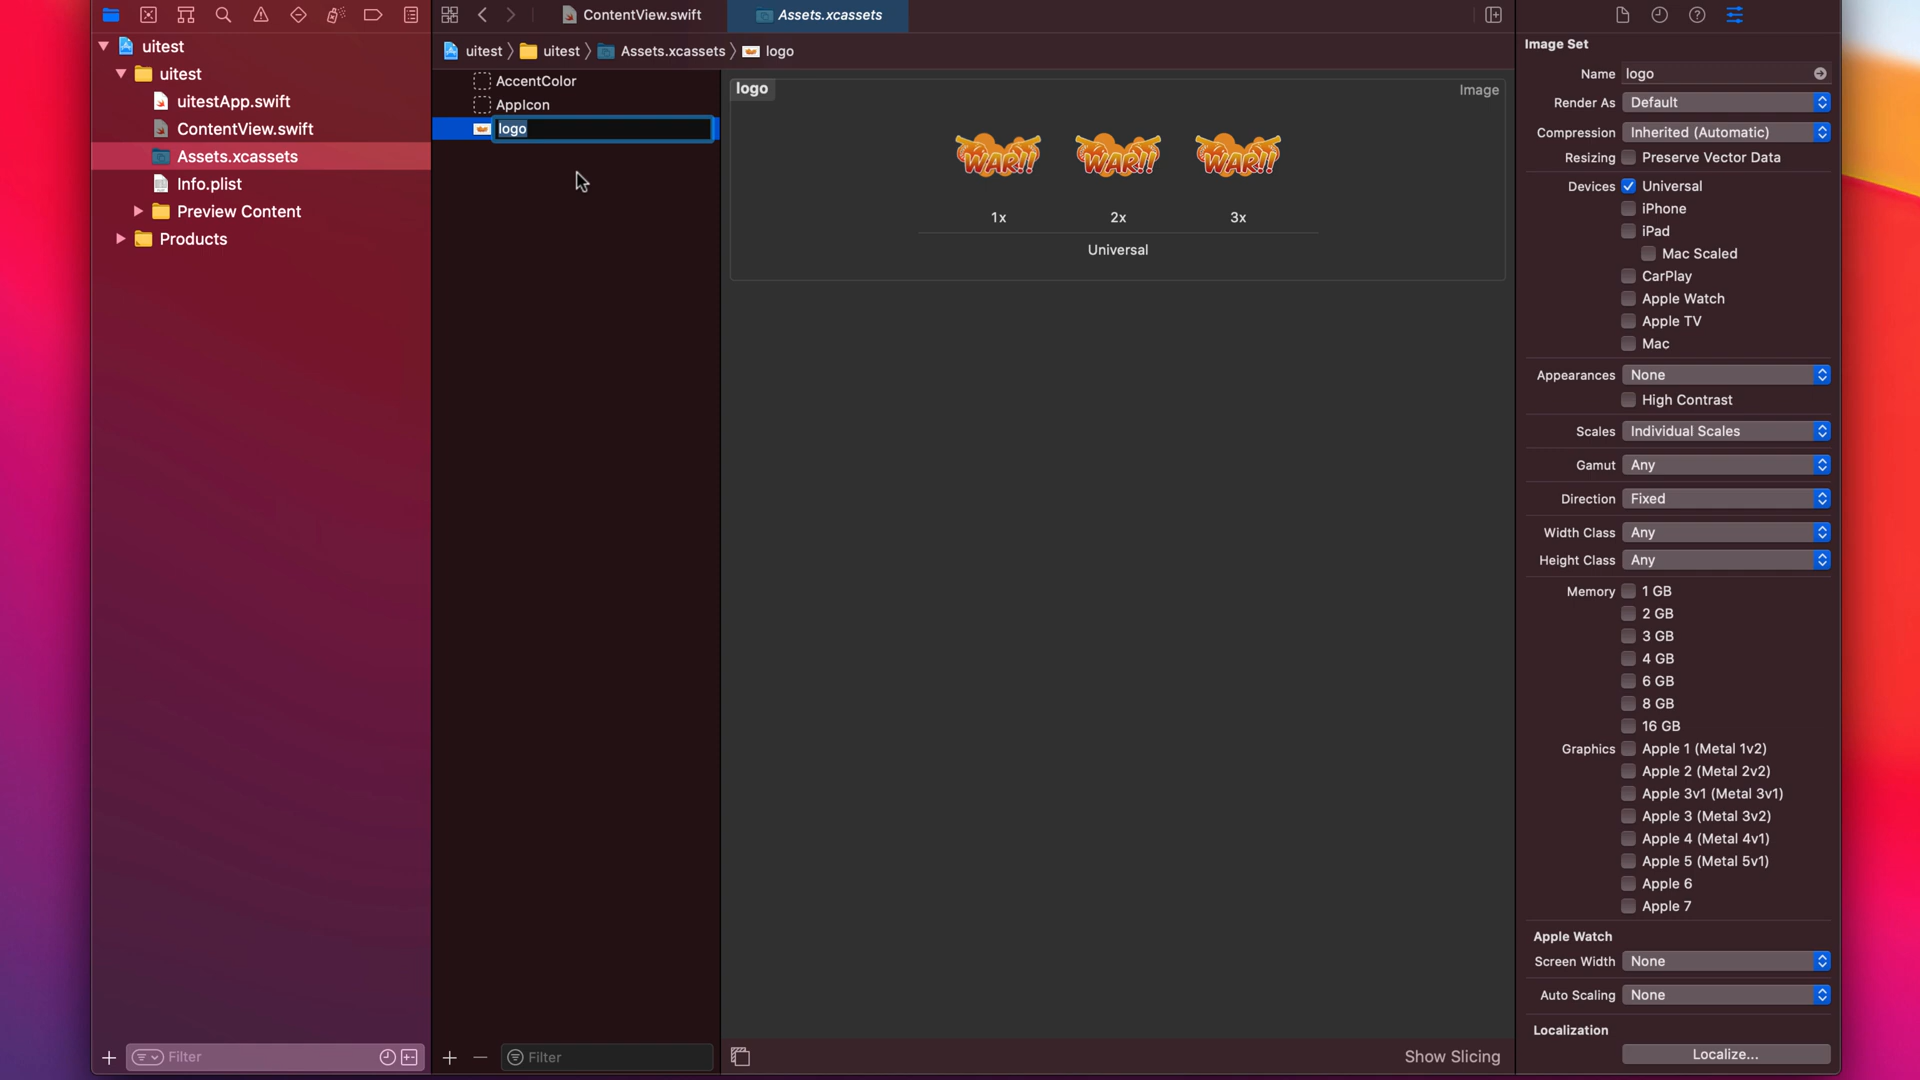 ContentView.swift
Assets.xcassets
uitest
uitest
uitestApp.swift
ContentView.swift
Assets.xcassets
Info.plist
Preview Content
Products
Filter
uitest
uitest
Assets.xcassets
logo
AccentColor
AppIcon
logo
Filter
logo
Image
WAR!!
WAR!!
WAR!!
1x
2x
3x
Universal
Show Slicing
Image Set
Name logo
Render As Default
Compression Inherited (Automatic)
Resizing Preserve Vector Data
Devices Universal
iPhone
iPad
Mac Scaled
CarPlay
Apple Watch
Apple TV
Mac
Appearances None
High Contrast
Scales Individual Scales
Gamut Any
Direction Fixed
Width Class Any
Height Class Any
Memory 1 GB
2 GB
3 GB
4 GB
6 GB
8 GB
16 GB
Graphics Apple 1 (Metal 1v2)
Apple 2 (Metal 2v2)
Apple 3v1 (Metal 3v1)
Apple 3 (Metal 3v2)
Apple 4 (Metal 4v1)
Apple 5 (Metal 5v1)
Apple 6
Apple 7
Apple Watch
Screen Width None
Auto Scaling None
Localization
Localize...